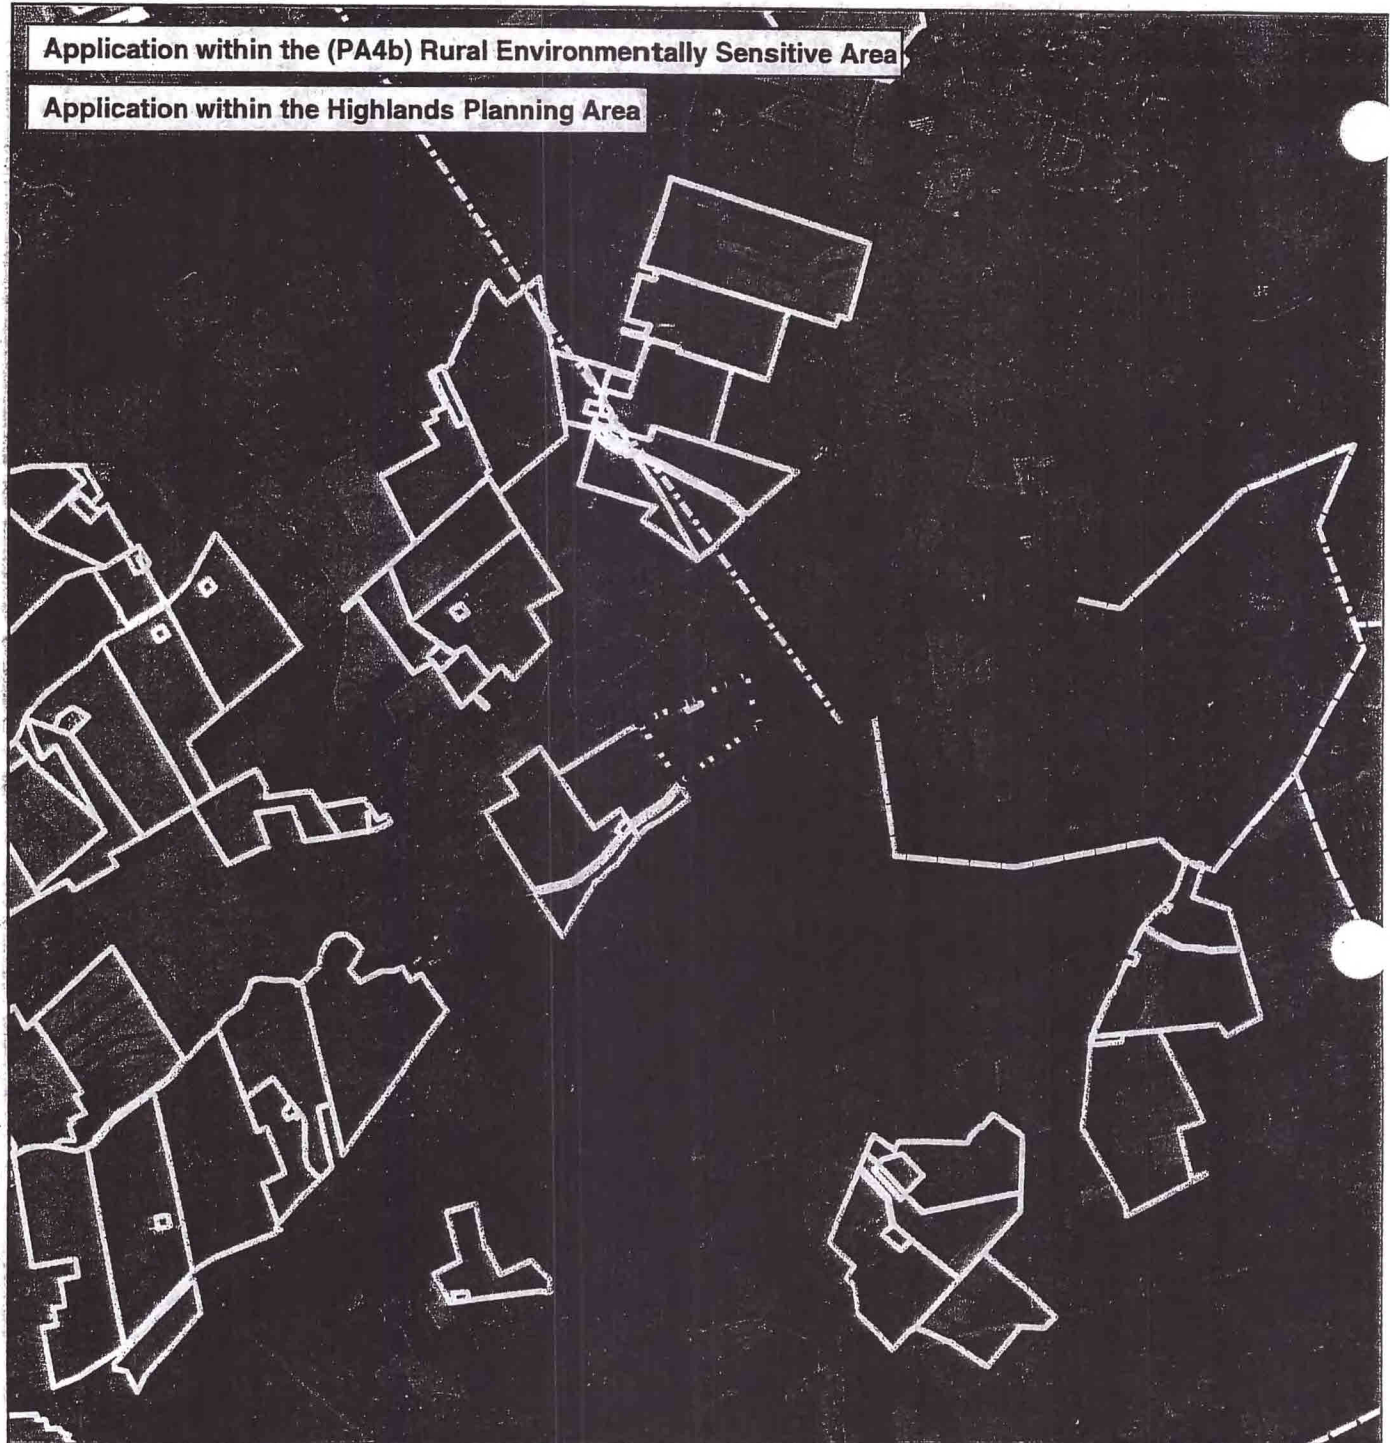 Application within the (PA4b) Rural Environmentally Sensitive Area
Application within the Highlands Planning Area